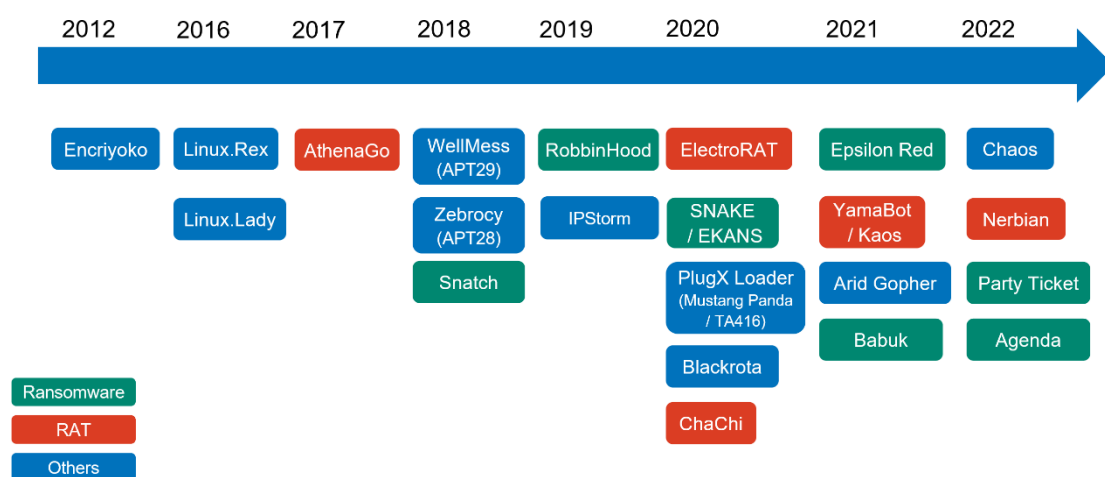 2012 2016 2017 2018 2019 2020 2021 2022
Encriyoko
Linux.Rex
AthenaGo
WellMess
(APT29)
RobbinHood
ElectroRAT
Epsilon Red
Chaos
Linux.Lady
Zebrocy
(APT28)
IPStorm
SNAKE
/ EKANS
YamaBot
/ Kaos
Nerbian
Snatch
PlugX Loader
(Mustang Panda
/ TA416)
Arid Gopher
Party Ticket
Blackrota
Babuk
Agenda
ChaChi
Ransomware
RAT
Others